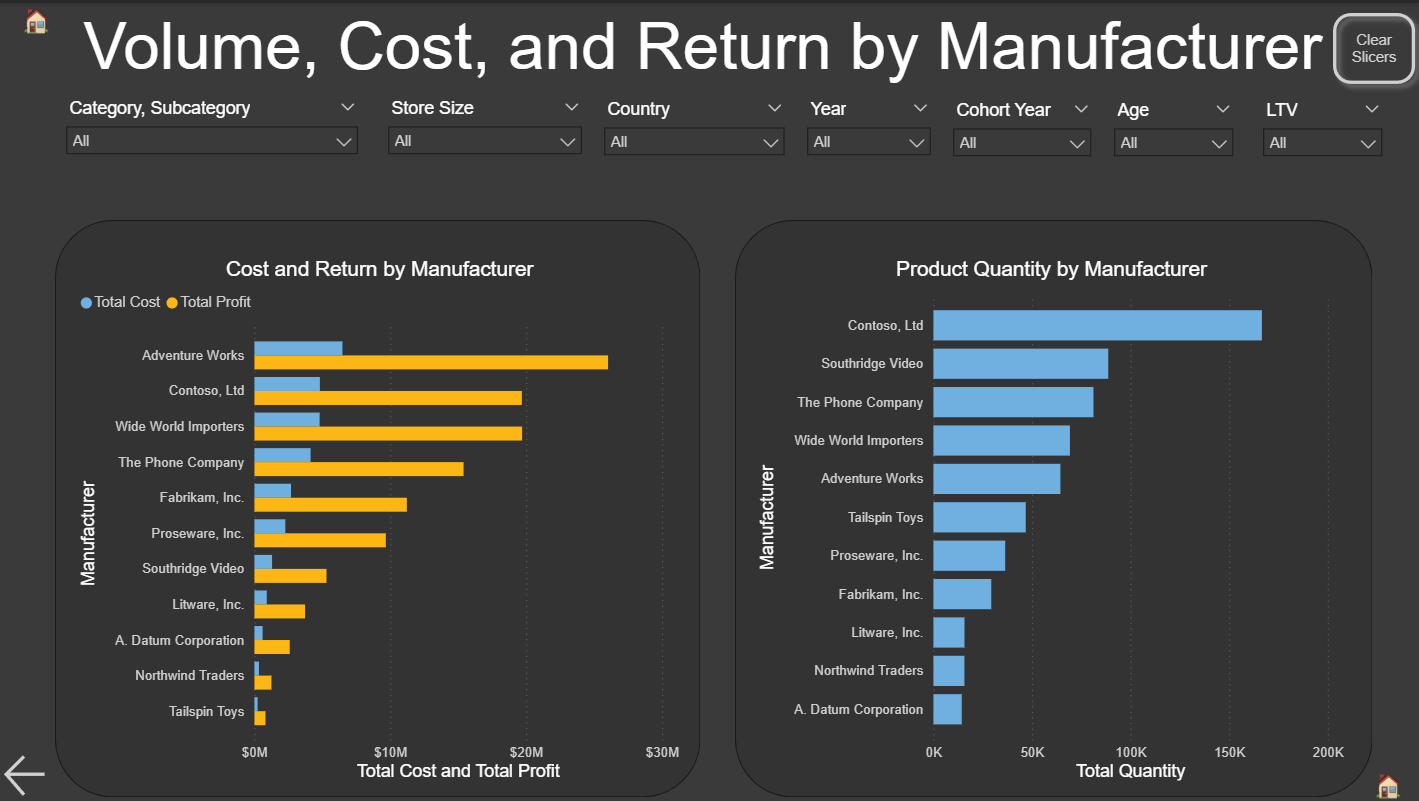 Volume, Cost, and Return by Manufacturer
Clear
Slicers
Category, Subcategory
Store Size
Country
Year
Cohort Year
Age
LTV
All
All
All
All
All
All
All
Cost and Return by Manufacturer
Total Cost Total Profit
Manufacturer
Adventure Works
Contoso, Ltd
Wide World Importers
The Phone Company
Fabrikam, Inc.
Proseware, Inc.
Southridge Video
Litware, Inc.
A. Datum Corporation
Northwind Traders
Tailspin Toys
$0M $10M $20M $30M
Total Cost and Total Profit
Product Quantity by Manufacturer
Manufacturer
Contoso, Ltd
Southridge Video
The Phone Company
Wide World Importers
Adventure Works
Tailspin Toys
Proseware, Inc.
Fabrikam, Inc.
Litware, Inc.
Northwind Traders
A. Datum Corporation
0K 50K 100K 150K 200K
Total Quantity